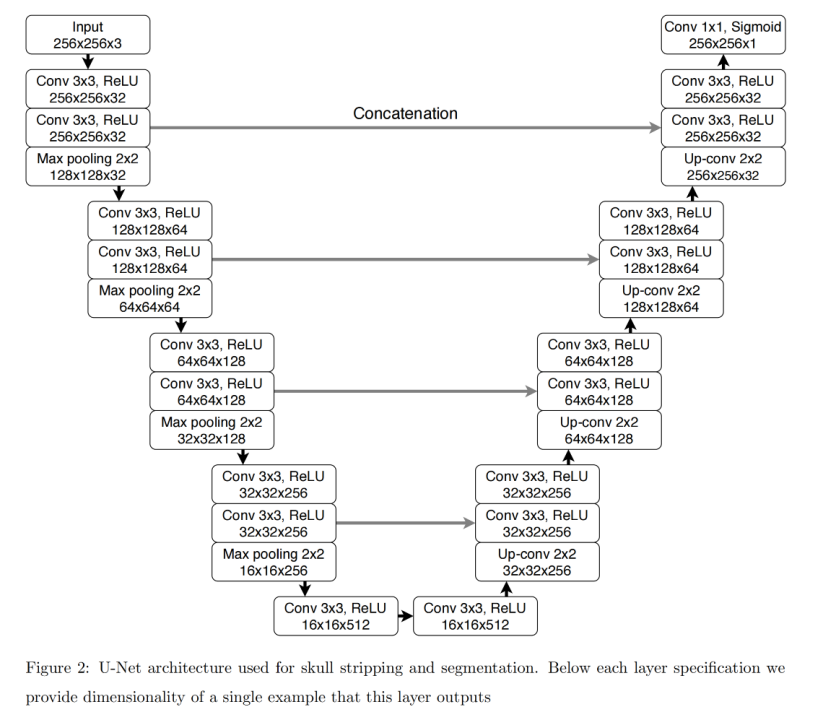 Input
256x256x3
Conv 3x3, ReLU
256x256x32
Conv 3x3, ReLU
256x256x32
Max pooling 2x2
128x128x32
Conv 3x3, ReLU
128x128x64
Conv 3x3, ReLU
128x128x64
Max pooling 2x2
64x64x64
Conv 3x3, ReLU
64x64x128
Conv 3x3, ReLU
64x64x128
Max pooling 2x2
32x32x128
Conv 3x3, ReLU
32x32x256
Conv 3x3, ReLU
32x32x256
Max pooling 2x2
16x16x256
Conv 3x3, ReLU
16x16x512
Conv 3x3, ReLU
16x16x512
Concatenation
Conv 1x1, Sigmoid
256x256x1
Conv 3x3, ReLU
256x256x32
Conv 3x3, ReLU
256x256x32
Up-conv 2x2
256x256x32
Conv 3x3, ReLU
128x128x64
Conv 3x3, ReLU
128x128x64
Up-conv 2x2
128x128x64
Conv 3x3, ReLU
64x64x128
Conv 3x3, ReLU
64x64x128
Up-conv 2x2
64x64x128
Conv 3x3, ReLU
32x32x256
Conv 3x3, ReLU
32x32x256
Up-conv 2x2
32x32x256
Figure 2: U-Net architecture used for skull stripping and segmentation. Below each layer specification we
provide dimensionality of a single example that this layer outputs